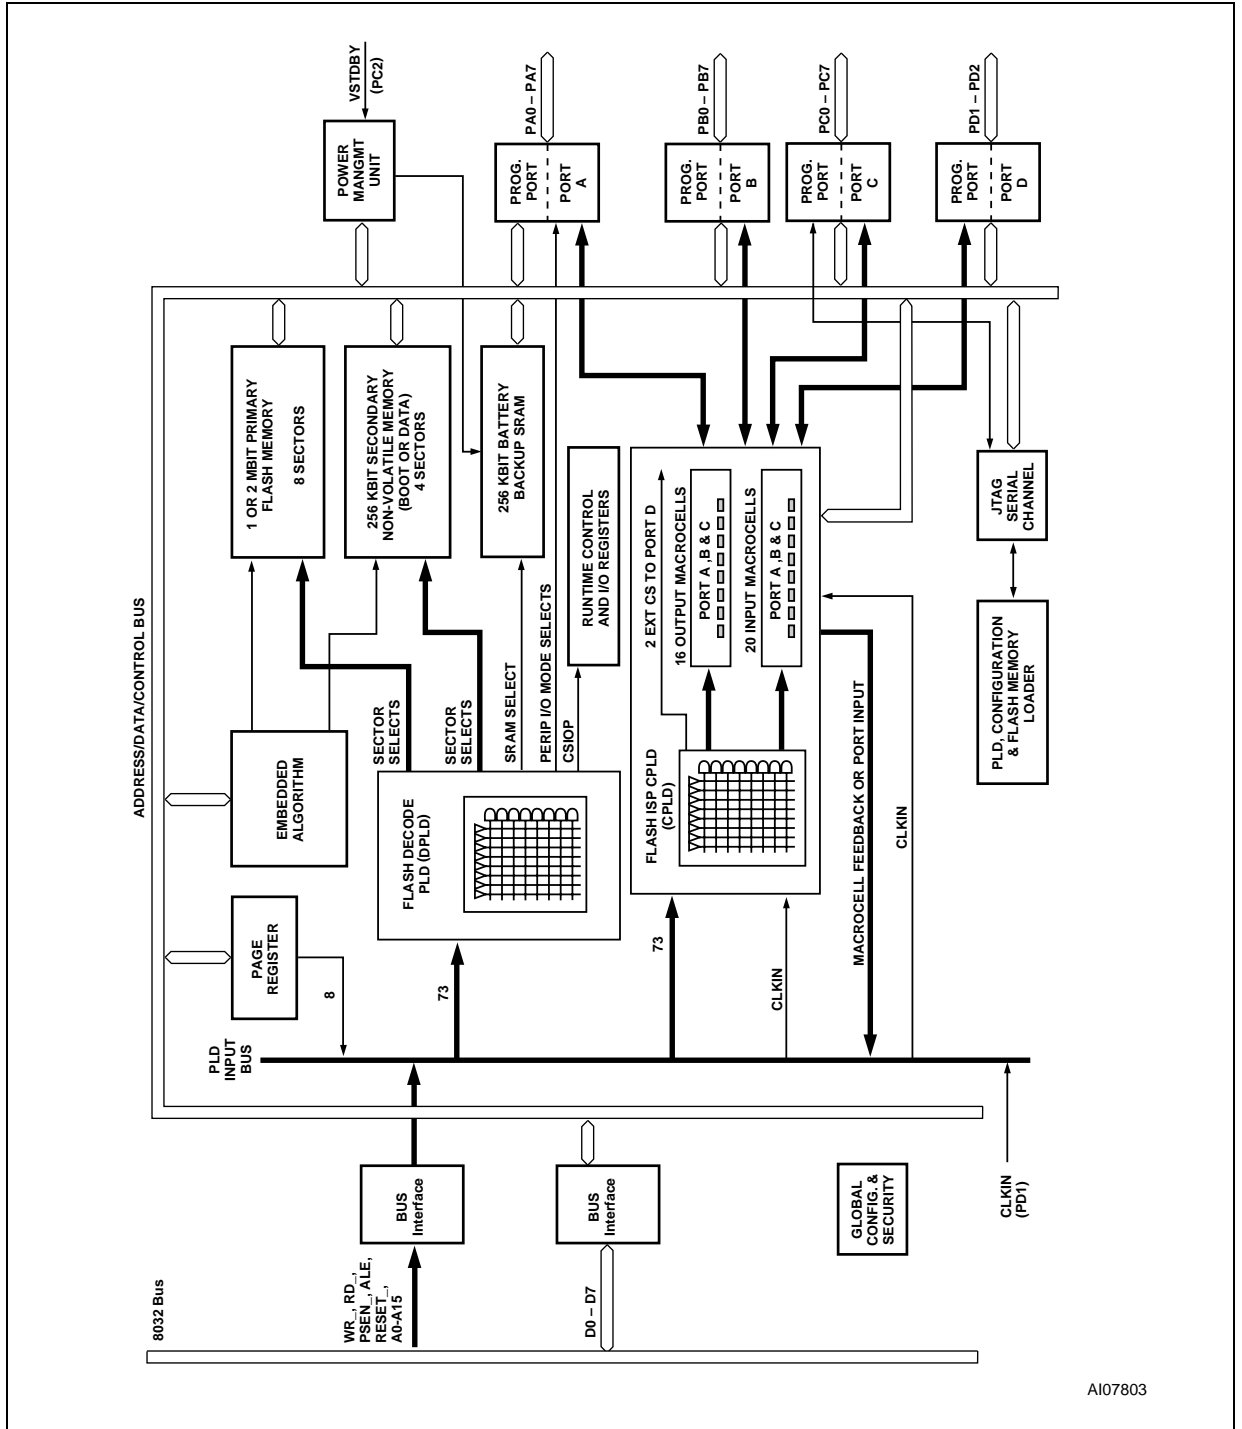 8032 Bus
WR_, RD_,
PSEN_, ALE,
RESET_,
A0-A15
D0 – D7
BUS
Interface
BUS
Interface
GLOBAL
CONFIG. &
SECURITY
CLKIN
(PD1)
ADDRESS/DATA/CONTROL BUS
PLD
INPUT
BUS
PAGE
REGISTER
8
EMBEDDED
ALGORITHM
73
FLASH DECODE
PLD (DPLD)
SECTOR
SELECTS
SECTOR
SELECTS
SRAM SELECT
PERIP I/O MODE SELECTS
CSIOP
1 OR 2 MBIT PRIMARY
FLASH MEMORY
8 SECTORS
256 KBIT SECONDARY
NON-VOLATILE MEMORY
(BOOT OR DATA)
4 SECTORS
256 KBIT BATTERY
BACKUP SRAM
RUNTIME CONTROL
AND I/O REGISTERS
VSTDBY
(PC2)
POWER
MANGMT
UNIT
73
CLKIN
FLASH ISP CPLD
(CPLD)
2 EXT CS TO PORT D
16 OUTPUT MACROCELLS
PORT A ,B & C
20 INPUT MACROCELLS
PORT A ,B & C
MACROCELL FEEDBACK OR PORT INPUT
CLKIN
PLD, CONFIGURATION
& FLASH MEMORY
LOADER
JTAG
SERIAL
CHANNEL
PROG.
PORT
PORT
A
PA0 – PA7
PROG.
PORT
PORT
B
PB0 – PB7
PROG.
PORT
PORT
C
PC0 – PC7
PROG.
PORT
PORT
D
PD1 – PD2
AI07803